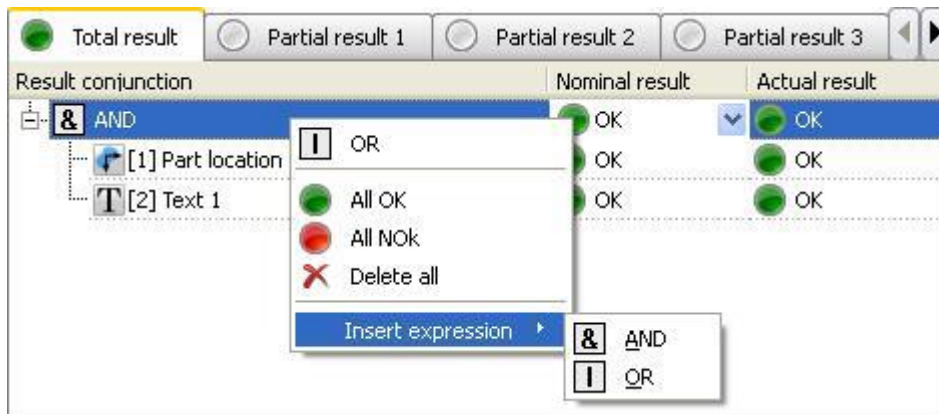 Total result Partial result 1 Partial result 2 Partial result 3
Result conjunction Nominal result Actual result
& AND OK OK
[1] Part location OK OK
T [2] Text 1 OK OK
I OR
All OK
All NOk
Delete all
Insert expression
& AND
I OR